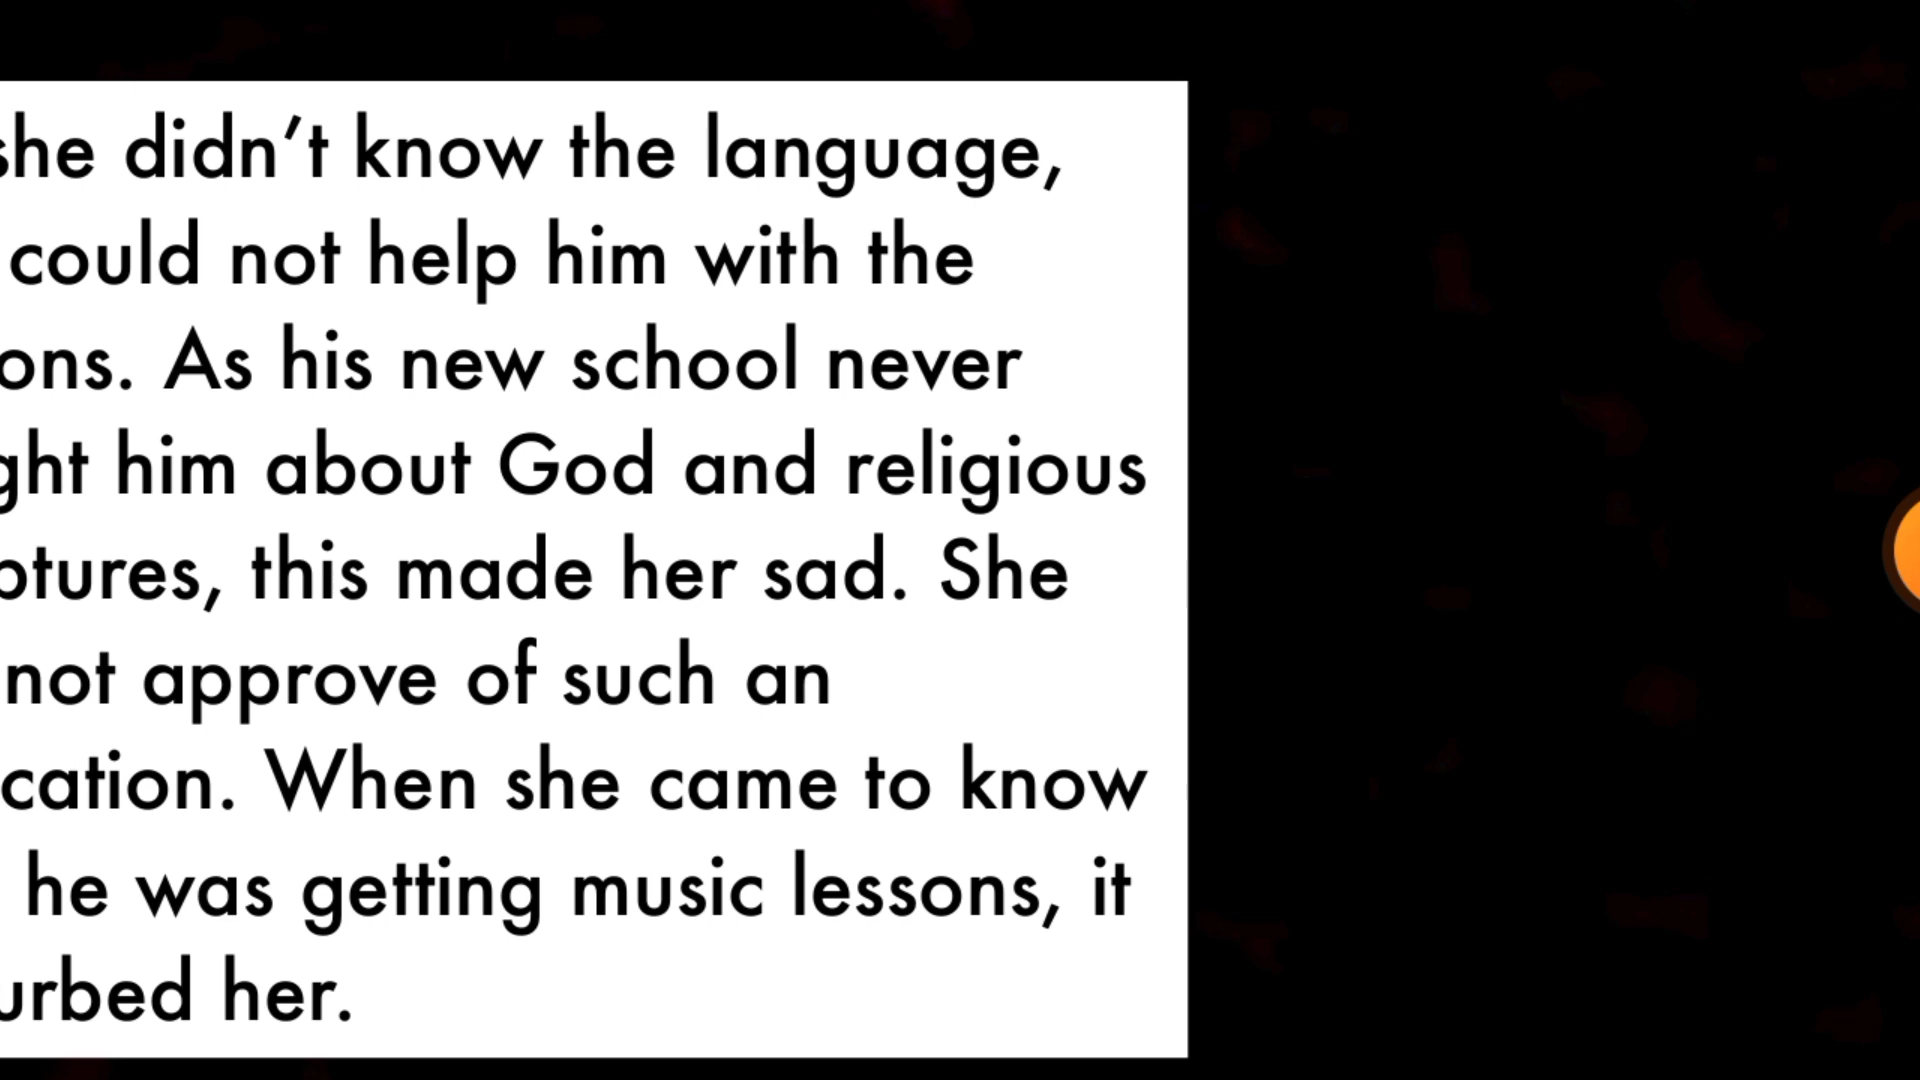 she didn’t know the language,
could not help him with the
ons. As his new school never
ght him about God and religious
ptures, this made her sad. She
not approve of such an
cation. When she came to know
he was getting music lessons, it
urbed her.